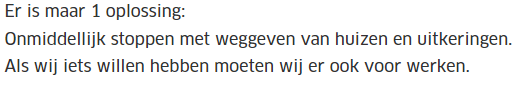 Er is maar 1 oplossing:
Onmiddellijk stoppen met weggeven van huizen en uitkeringen.
Als wij iets willen hebben moeten wij er ook voor werken.